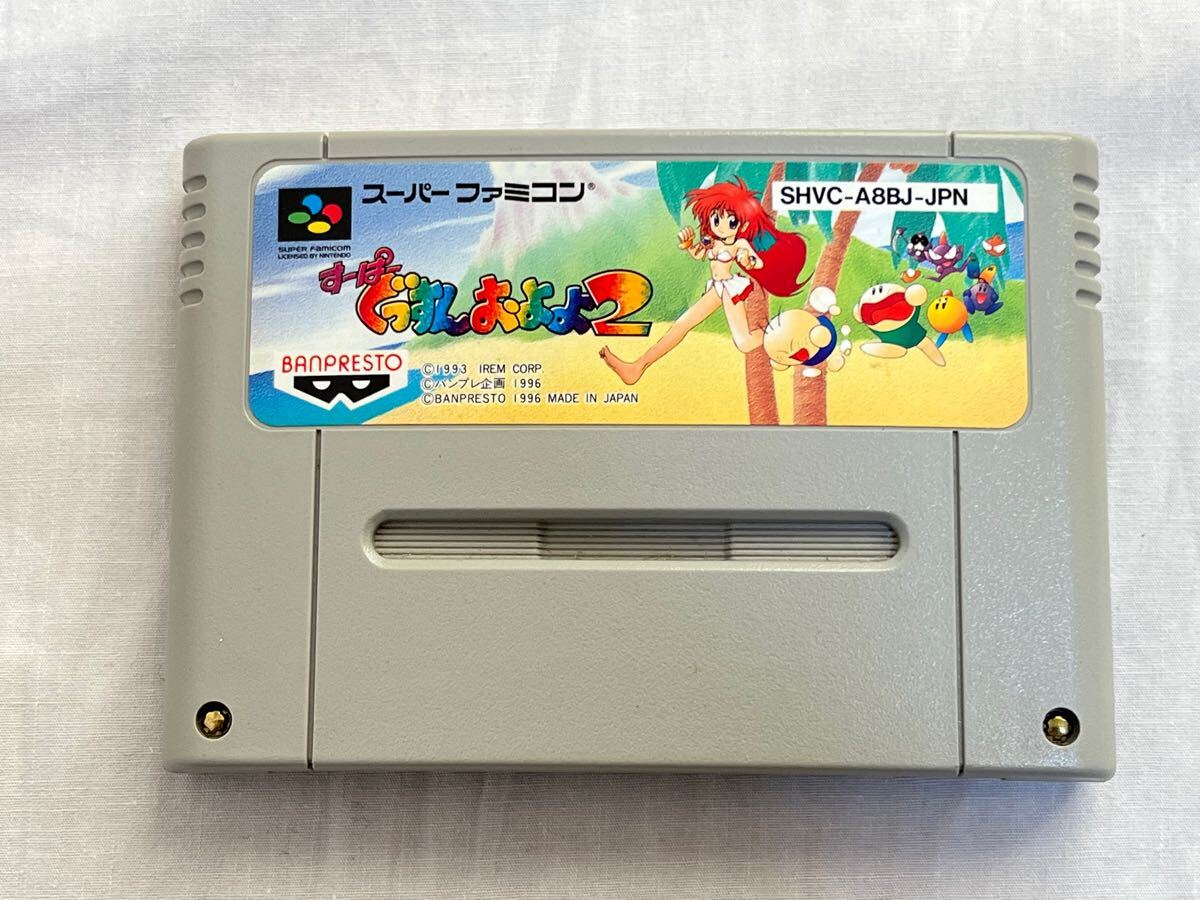 スーパーファミコン®
SHVC-A8BJ-JPN
SUPER FAMICOM
LICENSED BY NINTENDO
すーぱー
ぐっすんおよよ2
BANPRESTO
©1993 IREM CORP.
©バンプレ企画 1996
©BANPRESTO 1996 MADE IN JAPAN